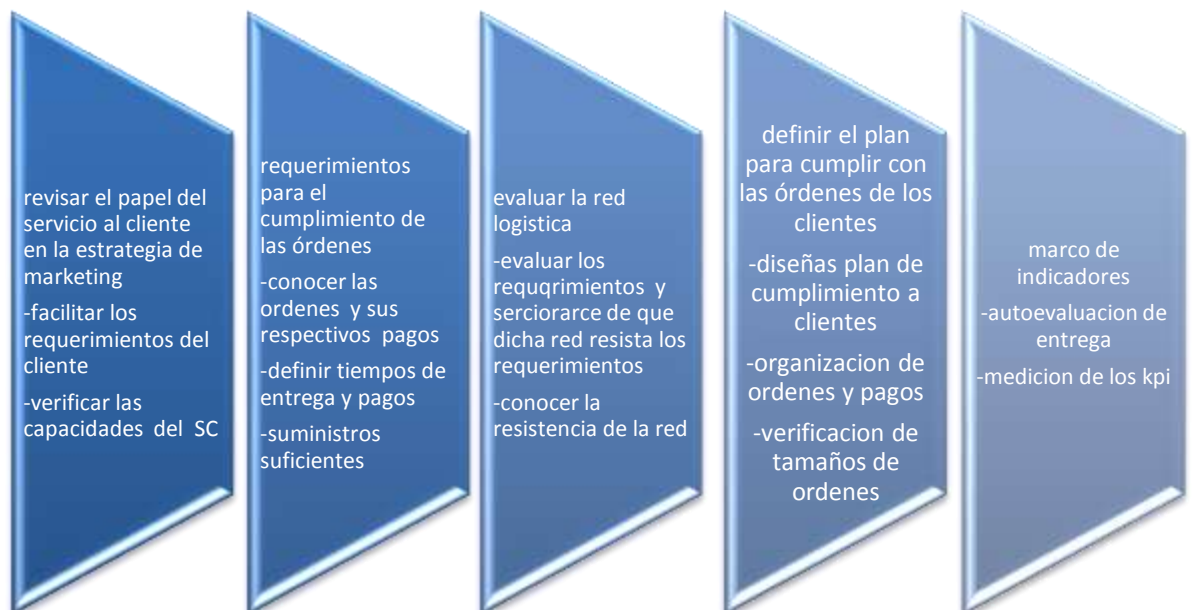 revisar el papel del
servicio al cliente
en la estrategia de
marketing
-facilitar los
requerimientos del
cliente
-verificar las
capacidades del SC
requerimientos
para el
cumplimiento de
las órdenes
-conocer las
ordenes y sus
respectivos pagos
-definir tiempos de
entrega y pagos
-suministros
suficientes
evaluar la red
logistica
-evaluar los
requqrimientos y
serciorarce de que
dicha red resista los
requerimientos
-conocer la
resistencia de la red
definir el plan
para cumplir con
las órdenes de los
clientes
-diseñas plan de
cumplimiento a
clientes
-organizacion de
ordenes y pagos
-verificacion de
tamaños de
ordenes
marco de
indicadores
-autoevaluacion de
entrega
-medicion de los kpi